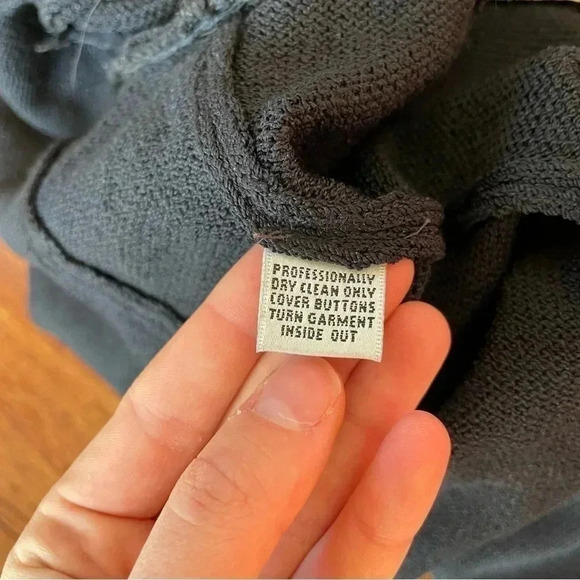 PROFESSIONALLY
DRY CLEAN ONLY
COVER BUTTONS
TURN GARMENT
INSIDE OUT